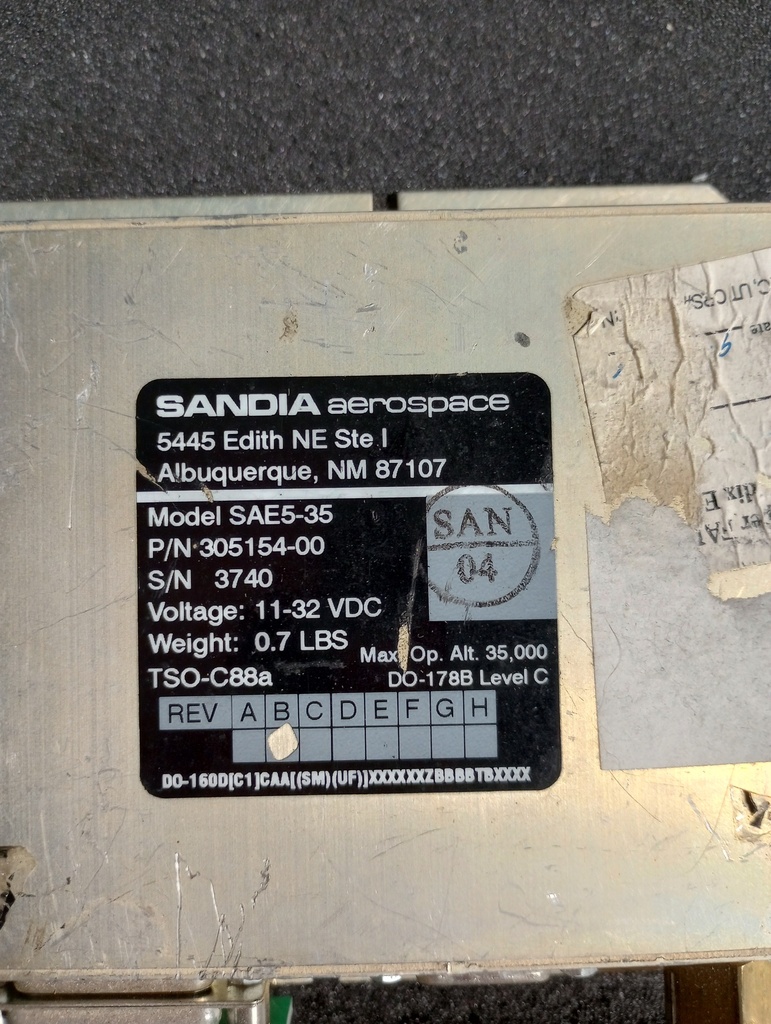 SANDIA aerospace
5445 Edith NE Ste I
Albuquerque, NM 87107
Model SAE5-35
P/N 305154-00
S/N 3740
Voltage: 11-32 VDC
Weight: 0.7 LBS
Max. Op. Alt. 35,000
TSO-C88a
DO-178B Level C
SAN
04
REV A B C D E F G H
DO-160D[C1]CAA[(SM)(UF)]XXXXXXZBBBBTBXXXX